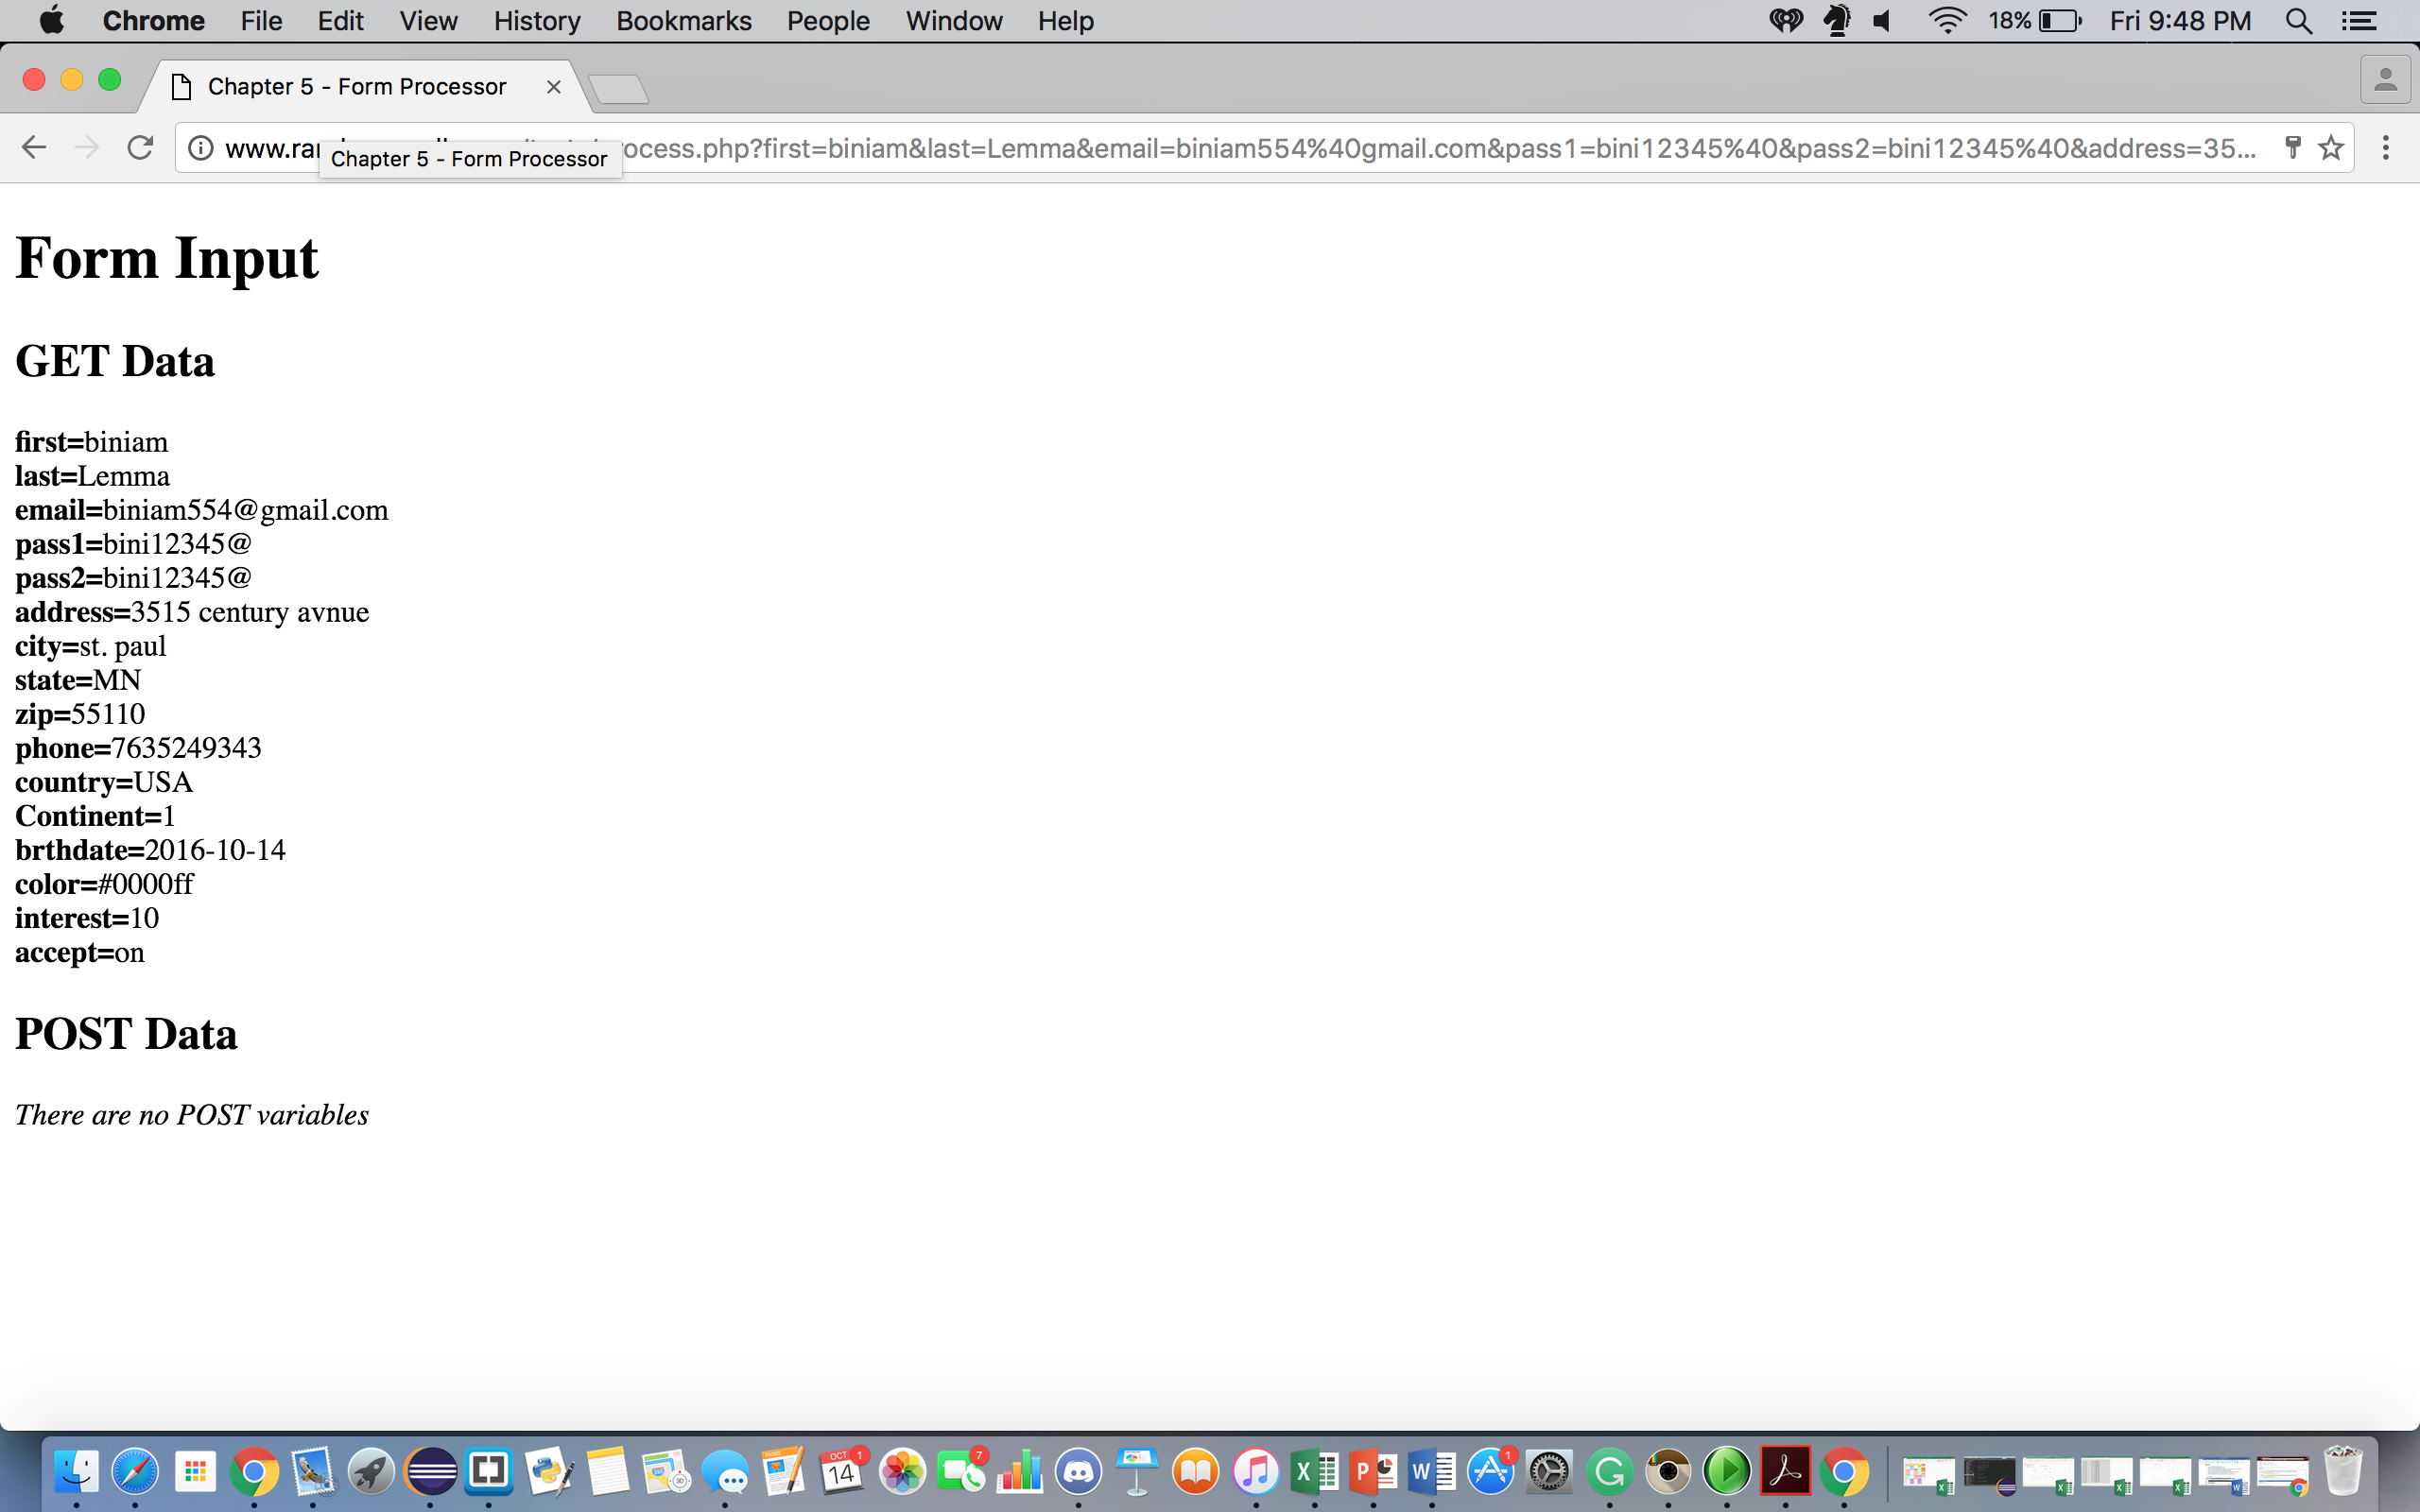 Chrome File Edit View History Bookmarks People Window Help 18% Fri 9:48 PM
Chapter 5 - Form Processor
process.php?first=biniam&last=Lemma&email=biniam554%40gmail.com&pass1=bini12345%40&pass2=bini12345%40&address=35...
Chapter 5 - Form Processor
Form Input
GET Data
first=biniam
last=Lemma
email=biniam554@gmail.com
pass1=bini12345@
pass2=bini12345@
address=3515 century avnue
city=st. paul
state=MN
zip=55110
phone=7635249343
country=USA
Continent=1
brthdate=2016-10-14
color=#0000ff
interest=10
accept=on
POST Data
There are no POST variables
OCT 1 7 1
14